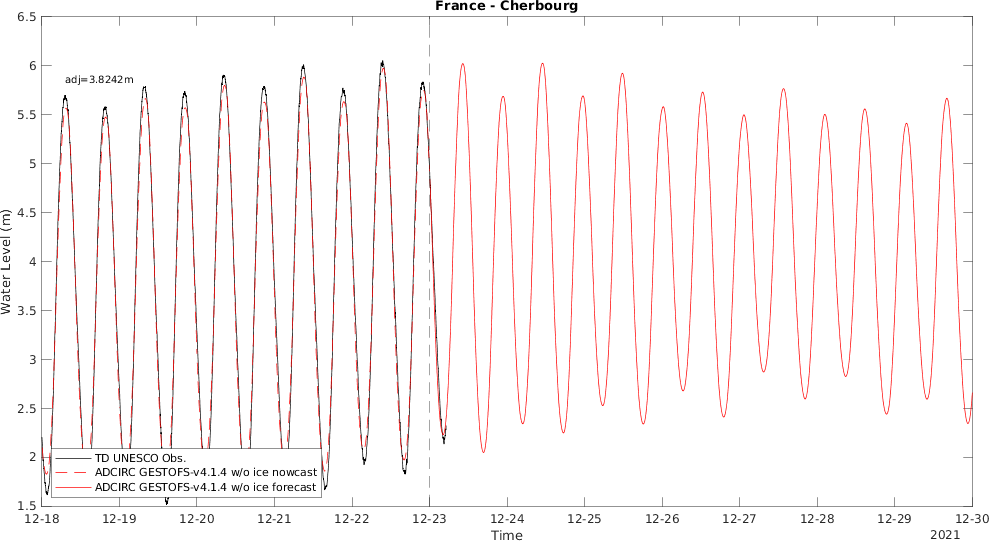 France - Cherbourg
6.5
6
5.5
5
4.5
4
3.5
3
2.5
2
1.5
Water Level (m)
adj=3.8242m
TD UNESCO Obs.
ADCIRC GESTOFS-v4.1.4 w/o ice nowcast
ADCIRC GESTOFS-v4.1.4 w/o ice forecast
12-18 12-19 12-20 12-21 12-22 12-23 12-24 12-25 12-26 12-27 12-28 12-29 12-30
Time
2021